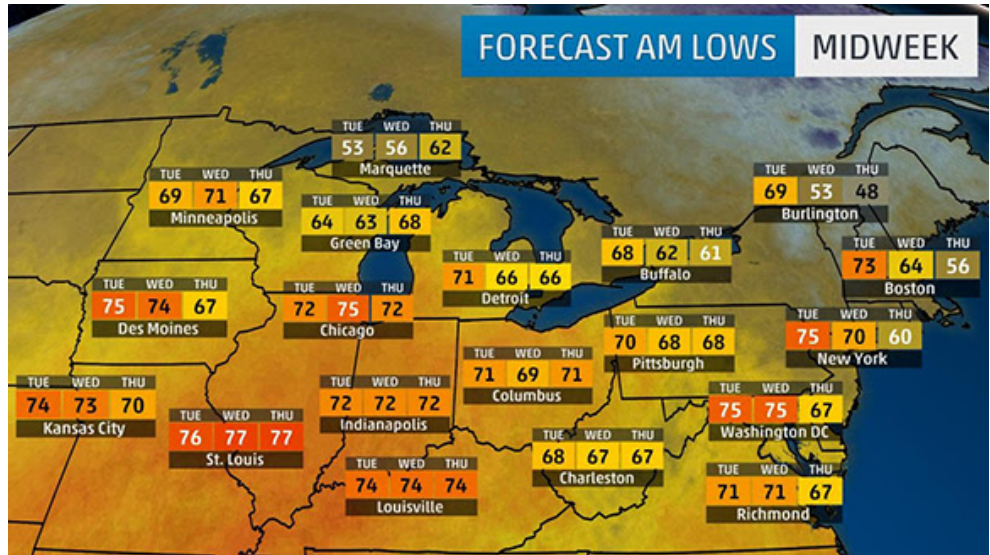 FORECAST AM LOWS MIDWEEK
TUE WED THU
53 56 62
Marquette
TUE WED THU
69 71 67
Minneapolis
TUE WED THU
64 63 68
Green Bay
TUE WED THU
69 53 48
Burlington
TUE WED THU
68 62 61
Buffalo
TUE WED THU
73 64 56
Boston
TUE WED THU
71 66 66
Detroit
TUE WED THU
75 74 67
Des Moines
TUE WED THU
72 75 72
Chicago
TUE WED THU
70 68 68
Pittsburgh
TUE WED THU
75 70 60
New York
TUE WED THU
71 69 71
Columbus
TUE WED THU
74 73 70
Kansas City
TUE WED THU
72 72 72
Indianapolis
TUE WED THU
75 75 67
Washington DC
TUE WED THU
76 77 77
St. Louis
TUE WED THU
68 67 67
Charleston
TUE WED THU
74 74 74
Louisville
TUE WED THU
71 71 67
Richmond